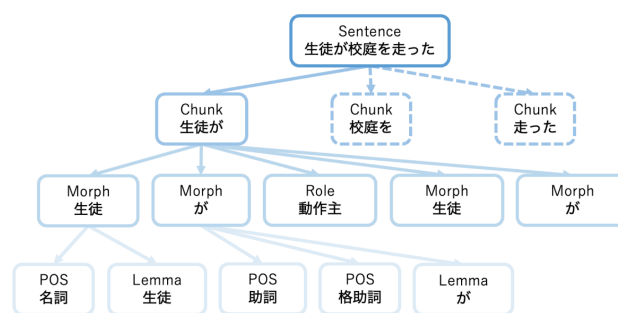 Sentence
生徒が校庭を走った
Chunk
生徒が
Chunk
校庭を
Chunk
走った
Morph
生徒
Morph
が
Role
動作主
Morph
生徒
Morph
が
POS
名詞
Lemma
生徒
POS
助詞
POS
格助詞
Lemma
が